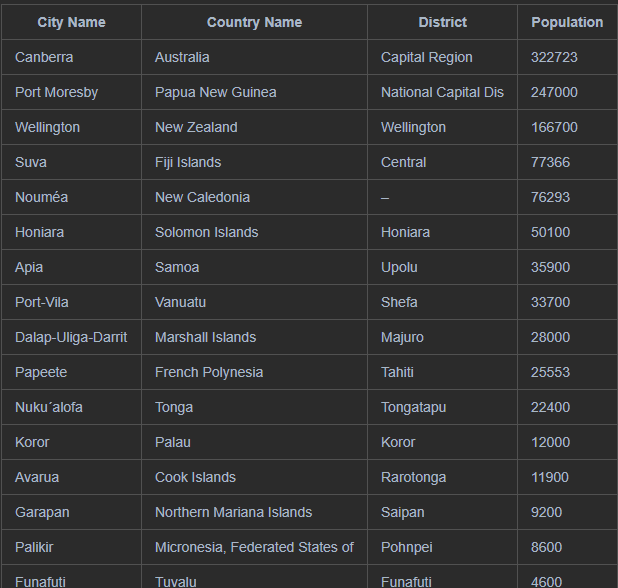 City Name Country Name District Population
Canberra Australia Capital Region 322723
Port Moresby Papua New Guinea National Capital Dis 247000
Wellington New Zealand Wellington 166700
Suva Fiji Islands Central 77366
Nouméa New Caledonia – 76293
Honiara Solomon Islands Honiara 50100
Apia Samoa Upolu 35900
Port-Vila Vanuatu Shefa 33700
Dalap-Uliga-Darrit Marshall Islands Majuro 28000
Papeete French Polynesia Tahiti 25553
Nuku´alofa Tonga Tongatapu 22400
Koror Palau Koror 12000
Avarua Cook Islands Rarotonga 11900
Garapan Northern Mariana Islands Saipan 9200
Palikir Micronesia, Federated States of Pohnpei 8600
Funafuti Tuvalu Funafuti 4600